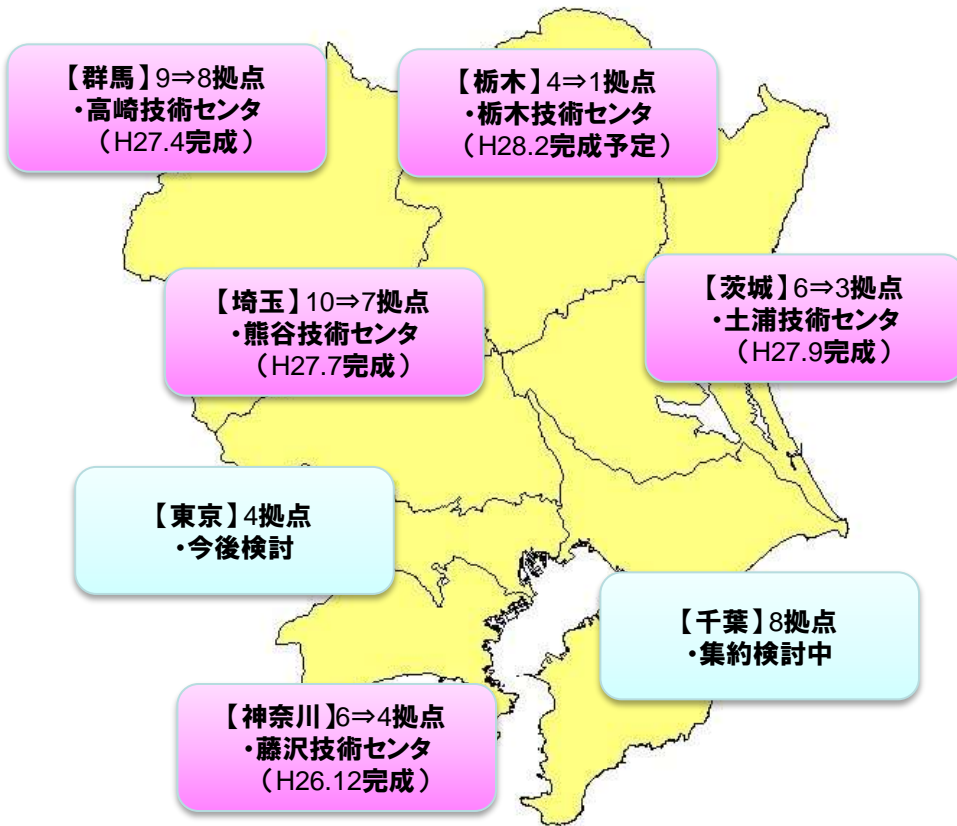 【群馬】9⇒8拠点
・高崎技術センタ
（H27.4完成）
【栃木】4⇒1拠点
・栃木技術センタ
（H28.2完成予定）
【埼玉】10⇒7拠点
・熊谷技術センタ
（H27.7完成）
【茨城】6⇒3拠点
・土浦技術センタ
（H27.9完成）
【東京】4拠点
・今後検討
【千葉】8拠点
・集約検討中
【神奈川】6⇒4拠点
・藤沢技術センタ
（H26.12完成）